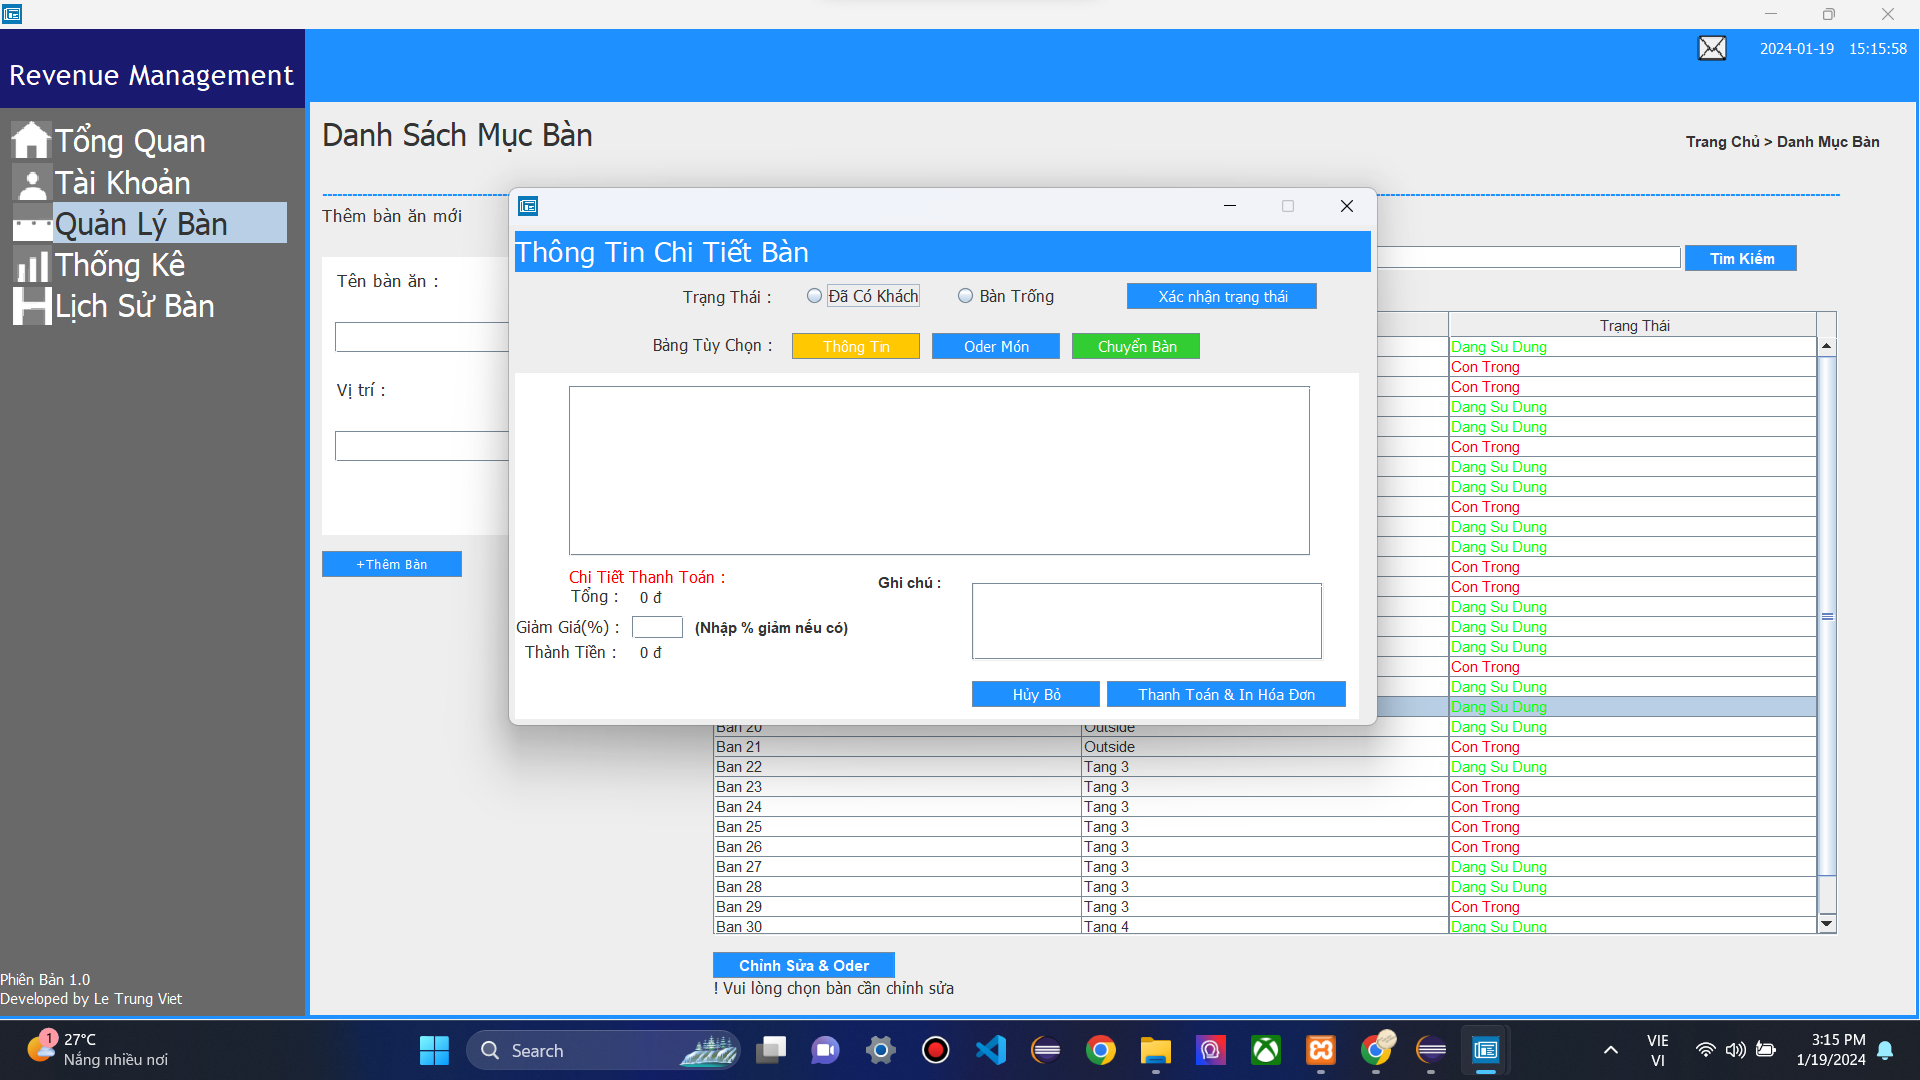 Revenue Management
2024-01-19 15:15:58
Tổng Quan
Tài Khoản
Quản Lý Bàn
Thống Kê
Lịch Sử Bàn
Phiên Bản 1.0
Developed by Le Trung Viet
Danh Sách Mục Bàn
Trang Chủ > Danh Mục Bàn
Thêm bàn ăn mới
Tên bàn ăn :
Vị trí :
+Thêm Bàn
Tìm Kiếm
Thông Tin Chi Tiết Bàn
Trạng Thái : Đã Có Khách Bàn Trống Xác nhận trạng thái
Bảng Tùy Chọn : Thông Tin Oder Món Chuyển Bàn
Chi Tiết Thanh Toán :
Tổng : 0 đ
Giảm Giá(%) : (Nhập % giảm nếu có)
Thành Tiền : 0 đ
Ghi chú :
Hủy Bỏ Thanh Toán & In Hóa Đơn
Trạng Thái
Dang Su Dung
Con Trong
Con Trong
Dang Su Dung
Dang Su Dung
Con Trong
Dang Su Dung
Dang Su Dung
Con Trong
Dang Su Dung
Dang Su Dung
Con Trong
Con Trong
Dang Su Dung
Dang Su Dung
Dang Su Dung
Con Trong
Dang Su Dung
Dang Su Dung
Ban 20 Outside Dang Su Dung
Ban 21 Outside Con Trong
Ban 22 Tang 3 Dang Su Dung
Ban 23 Tang 3 Con Trong
Ban 24 Tang 3 Con Trong
Ban 25 Tang 3 Con Trong
Ban 26 Tang 3 Con Trong
Ban 27 Tang 3 Dang Su Dung
Ban 28 Tang 3 Dang Su Dung
Ban 29 Tang 3 Con Trong
Ban 30 Tang 4 Dang Su Dung
Chỉnh Sửa & Oder
! Vui lòng chọn bàn cần chỉnh sửa
1
27°C
Nắng nhiều nơi
Search
VIE
VI
3:15 PM
1/19/2024